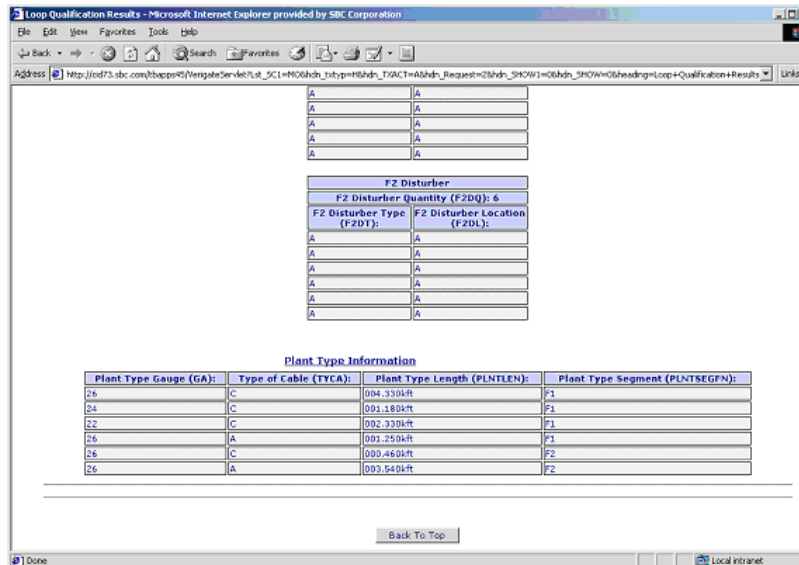 Loop Qualification Results - Microsoft Internet Explorer provided by SBC Corporation
File Edit View Favorites Tools Help
Back Search Favorites
Address http://cid73.sbc.com/tbapps45/VerigateServlet?Lst_SC1=MO&hdn_txtyp=H&hdn_TXACT=A&hdn_Request=2&hdn_SHOW1=0&hdn_SHOW=0&heading=Loop+Qualification+Results Links
A A
A A
A A
A A
A A
F2 Disturber
F2 Disturber Quantity (F2DQ): 6
F2 Disturber Type (F2DT): F2 Disturber Location (F2DL):
A A
A A
A A
A A
A A
A A
Plant Type Information
Plant Type Gauge (GA): Type of Cable (TYCA): Plant Type Length (PLNTLEN): Plant Type Segment (PLNTSEGFN):
26 C 004.330kft F1
24 C 001.180kft F1
22 C 002.330kft F1
26 A 001.250kft F1
26 C 000.460kft F2
26 A 003.540kft F2
Back To Top
Done Local intranet